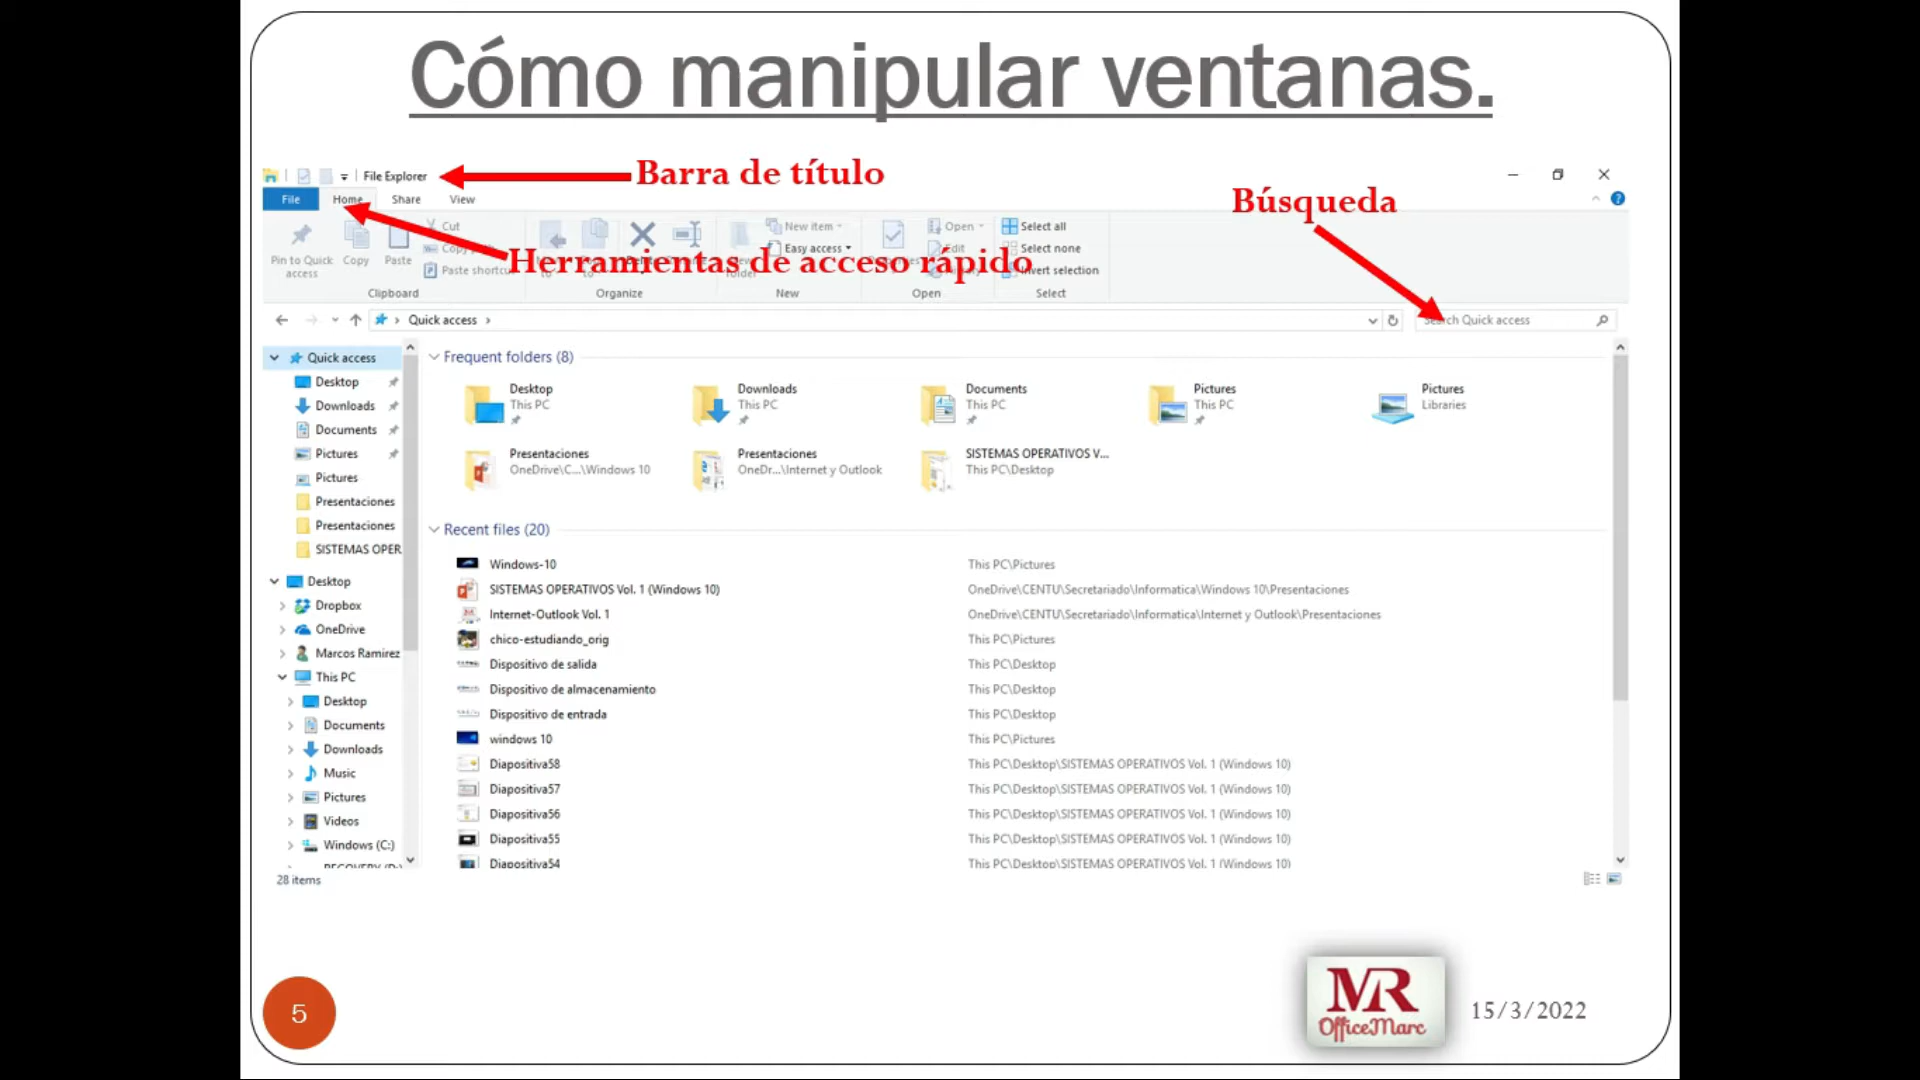 Cómo manipular ventanas.
File Explorer
Barra de título
File Home Share View
Búsqueda
Cut
New item
Open
Select all
Copy
Easy access
Edit
Select none
Pin to Quick access
Copy
Paste
Paste shortcu
Herramientas de acceso rápido
Invert selection
Clipboard Organize New Open Select
Quick access
Search Quick access
Quick access
Desktop
Downloads
Documents
Pictures
Pictures
Presentaciones
Presentaciones
SISTEMAS OPER
Desktop
Dropbox
OneDrive
Marcos Ramirez
This PC
Desktop
Documents
Downloads
Music
Pictures
Videos
Windows (C:)
RECOVERY (D:)
28 items
Frequent folders (8)
Desktop
This PC
Downloads
This PC
Documents
This PC
Pictures
This PC
Pictures
Libraries
Presentaciones
OneDrive\C...\Windows 10
Presentaciones
OneDr...\Internet y Outlook
SISTEMAS OPERATIVOS V...
This PC\Desktop
Recent files (20)
Windows-10 This PC\Pictures
SISTEMAS OPERATIVOS Vol. 1 (Windows 10) OneDrive\CENTU\Secretariado\Informatica\Windows 10\Presentaciones
Internet-Outlook Vol. 1 OneDrive\CENTU\Secretariado\Informatica\Internet y Outlook\Presentaciones
chico-estudiando_orig This PC\Pictures
Dispositivo de salida This PC\Desktop
Dispositivo de almacenamiento This PC\Desktop
Dispositivo de entrada This PC\Desktop
windows 10 This PC\Pictures
Diapositiva58 This PC\Desktop\SISTEMAS OPERATIVOS Vol. 1 (Windows 10)
Diapositiva57 This PC\Desktop\SISTEMAS OPERATIVOS Vol. 1 (Windows 10)
Diapositiva56 This PC\Desktop\SISTEMAS OPERATIVOS Vol. 1 (Windows 10)
Diapositiva55 This PC\Desktop\SISTEMAS OPERATIVOS Vol. 1 (Windows 10)
Diapositiva54 This PC\Desktop\SISTEMAS OPERATIVOS Vol. 1 (Windows 10)
5
MR
OfficeMarc
15/3/2022